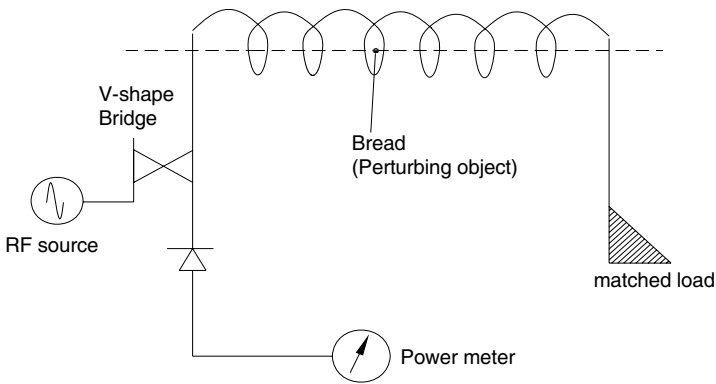 V-shape
Bridge
Bread
(Perturbing object)
RF source
matched load
Power meter